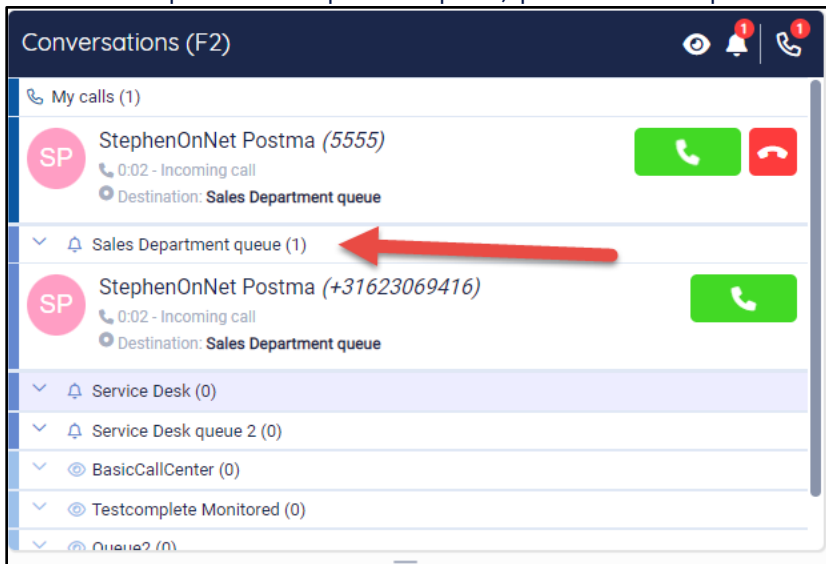 Conversations (F2)
1
1
My calls (1)
SP
StephenOnNet Postma (5555)
0:02 - Incoming call
Destination: Sales Department queue
Sales Department queue (1)
SP
StephenOnNet Postma (+31623069416)
0:02 - Incoming call
Destination: Sales Department queue
Service Desk (0)
Service Desk queue 2 (0)
BasicCallCenter (0)
Testcomplete Monitored (0)
Queue2 (0)